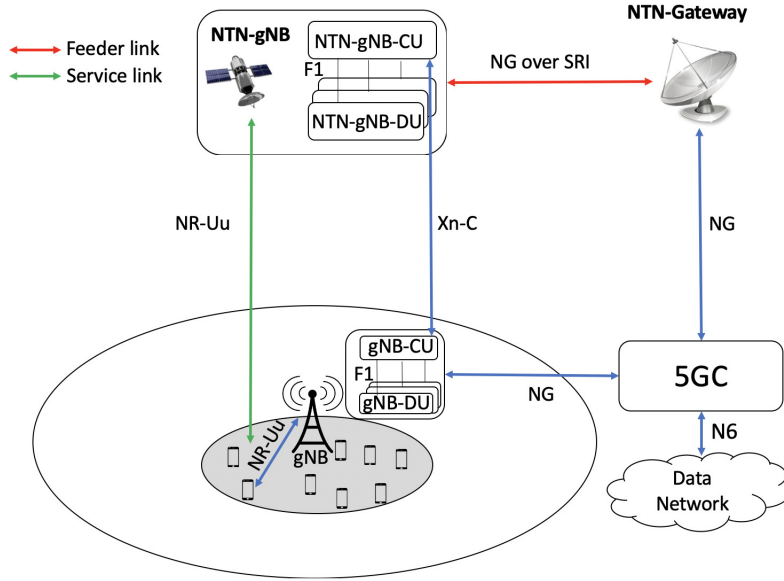 NTN-Gateway
NTN-gNB
NTN-gNB-CU
Feeder link
Service link
F1
NG over SRI
NTN-gNB-DU
NR-Uu
Xn-C
NG
gNB-CU
F1
gNB-DU
NG
5GC
NR-Uu
gNB
N6
Data
Network